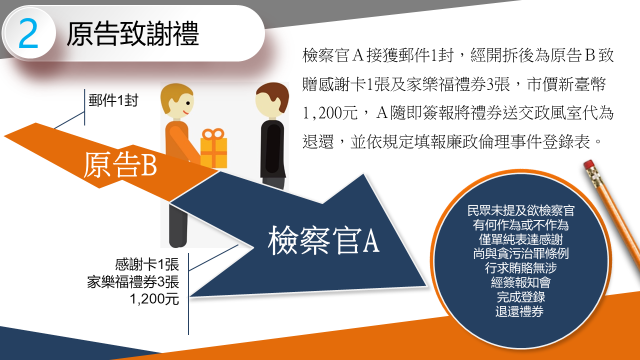 2 原告致謝禮
檢察官A接獲郵件1封，經開拆後為原告B致
贈感謝卡1張及家樂福禮券3張，市價新臺幣
1,200元，A隨即簽報將禮券送交政風室代為
退還，並依規定填報廉政倫理事件登錄表。
郵件1封
原告B
檢察官A
感謝卡1張
家樂福禮券3張
1,200元
民眾未提及欲檢察官
有何作為或不作為
僅單純表達感謝
尚與貪污治罪條例
行求賄賂無涉
經簽報知會
完成登錄
退還禮券